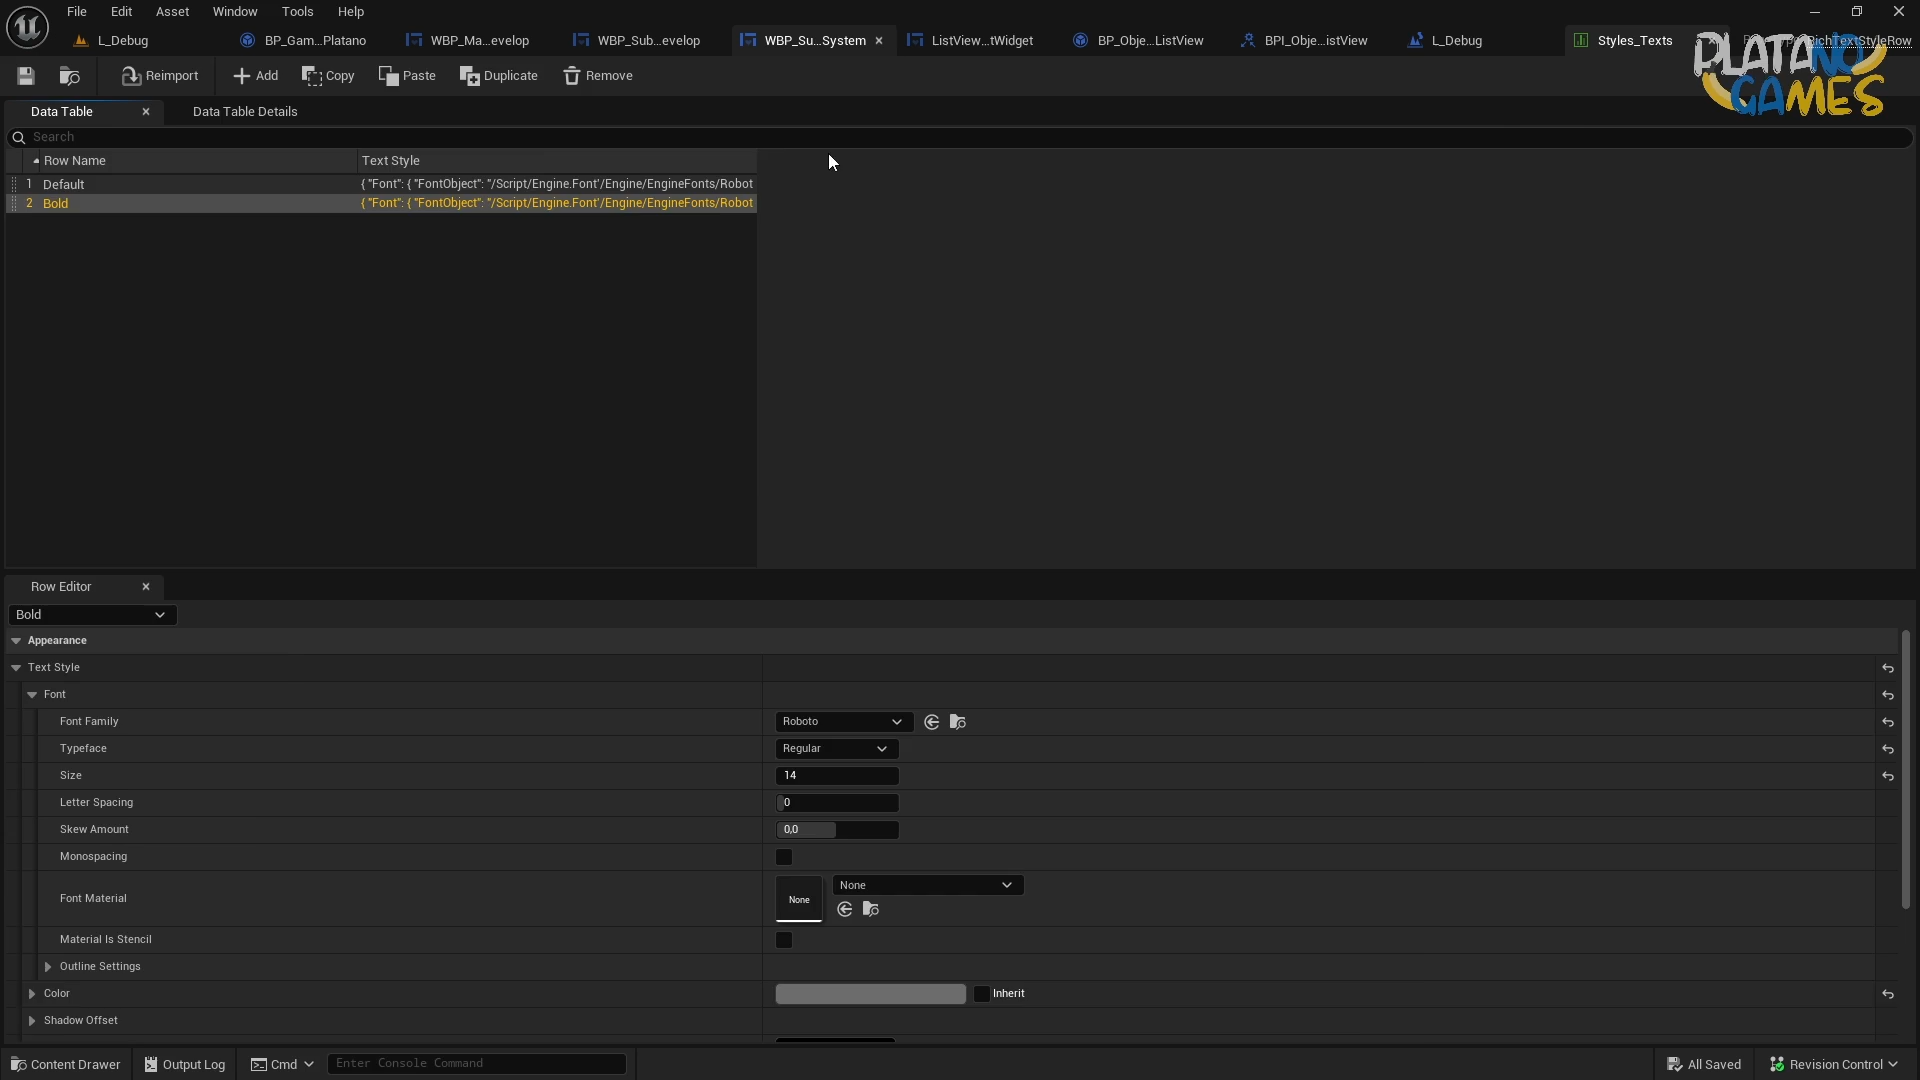 File Edit Asset Window Tools Help
L_Debug BP_Gam...Platano WBP_Ma...evelop WBP_Sub...evelop WBP_Su...System ListView...tWidget BP_Obje...ListView BPI_Obje...istView L_Debug Styles_Texts RichTextStyleRow
PLATANO
GAMES
Reimport Add Copy Paste Duplicate Remove
Data Table Data Table Details
Search
Row Name Text Style
1 Default { "Font": { "FontObject": "/Script/Engine.Font'/Engine/EngineFonts/Robot
2 Bold { "Font": { "FontObject": "/Script/Engine.Font'/Engine/EngineFonts/Robot
Row Editor
Bold
Appearance
Text Style
Font
Font Family Roboto
Typeface Regular
Size 14
Letter Spacing 0
Skew Amount 0,0
Monospacing
None
Font Material None
Material Is Stencil
Outline Settings
Color Inherit
Shadow Offset
Content Drawer Output Log Cmd Enter Console Command All Saved Revision Control